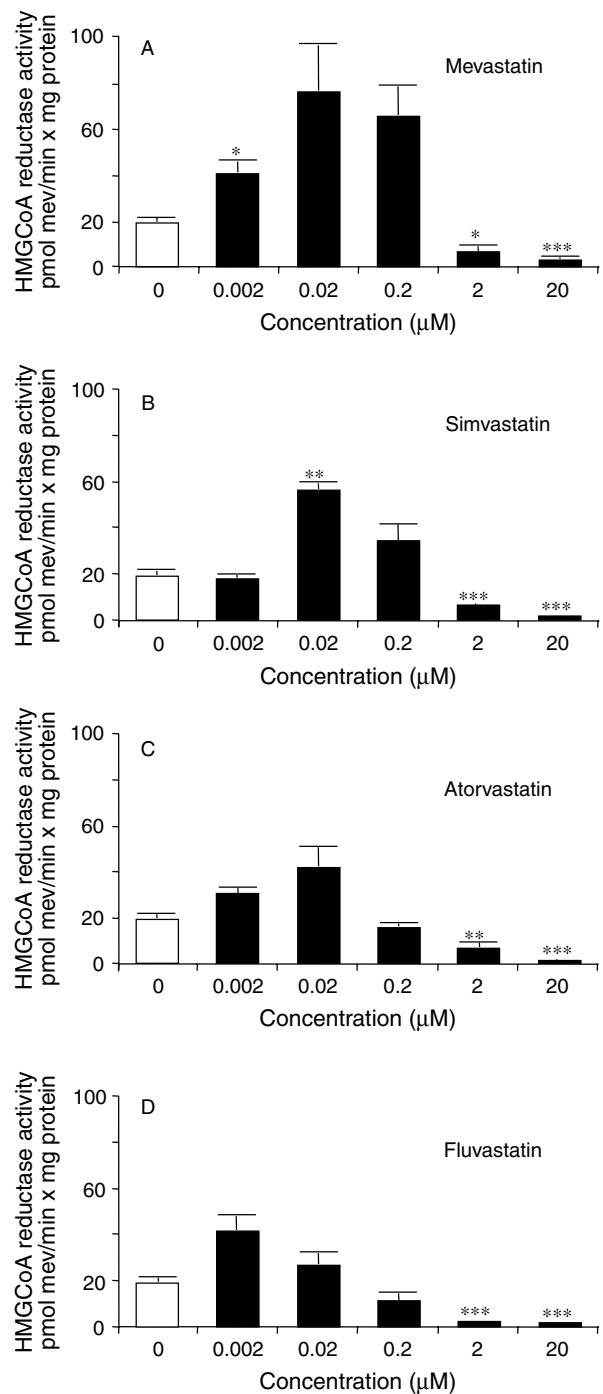 HMGCoA reductase activity
pmol mev/min x mg protein
A
Mevastatin
100
60
20
0
*
*
***
0 0.002 0.02 0.2 2 20
Concentration (μM)
HMGCoA reductase activity
pmol mev/min x mg protein
B
Simvastatin
100
60
20
0
**
***
***
0 0.002 0.02 0.2 2 20
Concentration (μM)
HMGCoA reductase activity
pmol mev/min x mg protein
C
Atorvastatin
100
60
20
0
**
***
0 0.002 0.02 0.2 2 20
Concentration (μM)
HMGCoA reductase activity
pmol mev/min x mg protein
D
Fluvastatin
100
60
20
0
***
***
0 0.002 0.02 0.2 2 20
Concentration (μM)